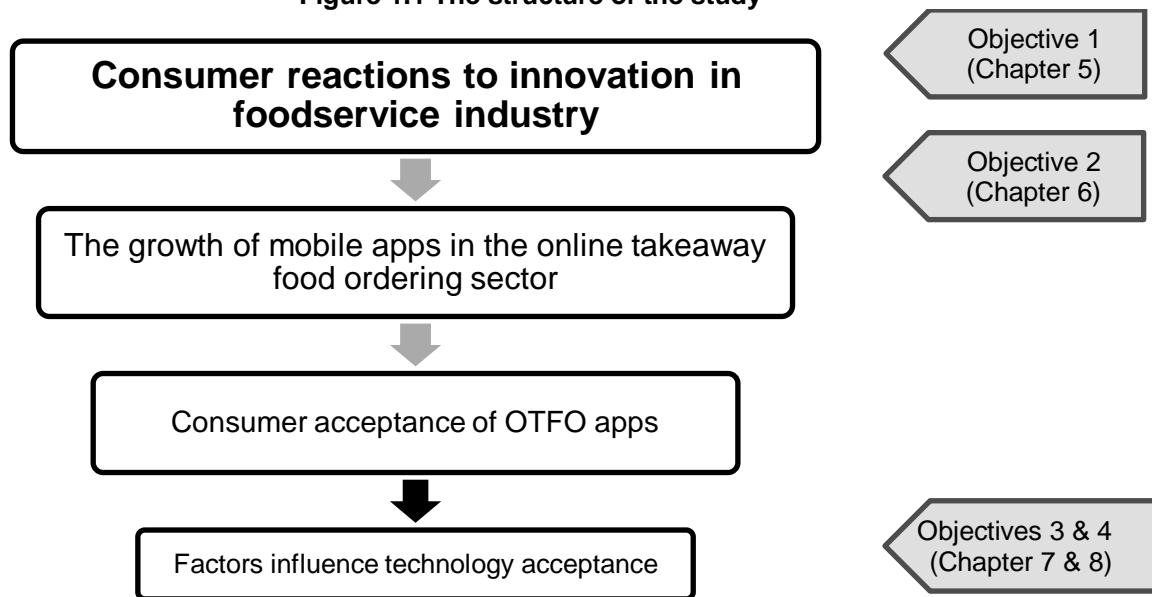 Figure 1.1 The structure of the study
Consumer reactions to innovation in
foodservice industry
Objective 1
(Chapter 5)
Objective 2
(Chapter 6)
The growth of mobile apps in the online takeaway
food ordering sector
Consumer acceptance of OTFO apps
Factors influence technology acceptance
Objectives 3 & 4
(Chapter 7 & 8)